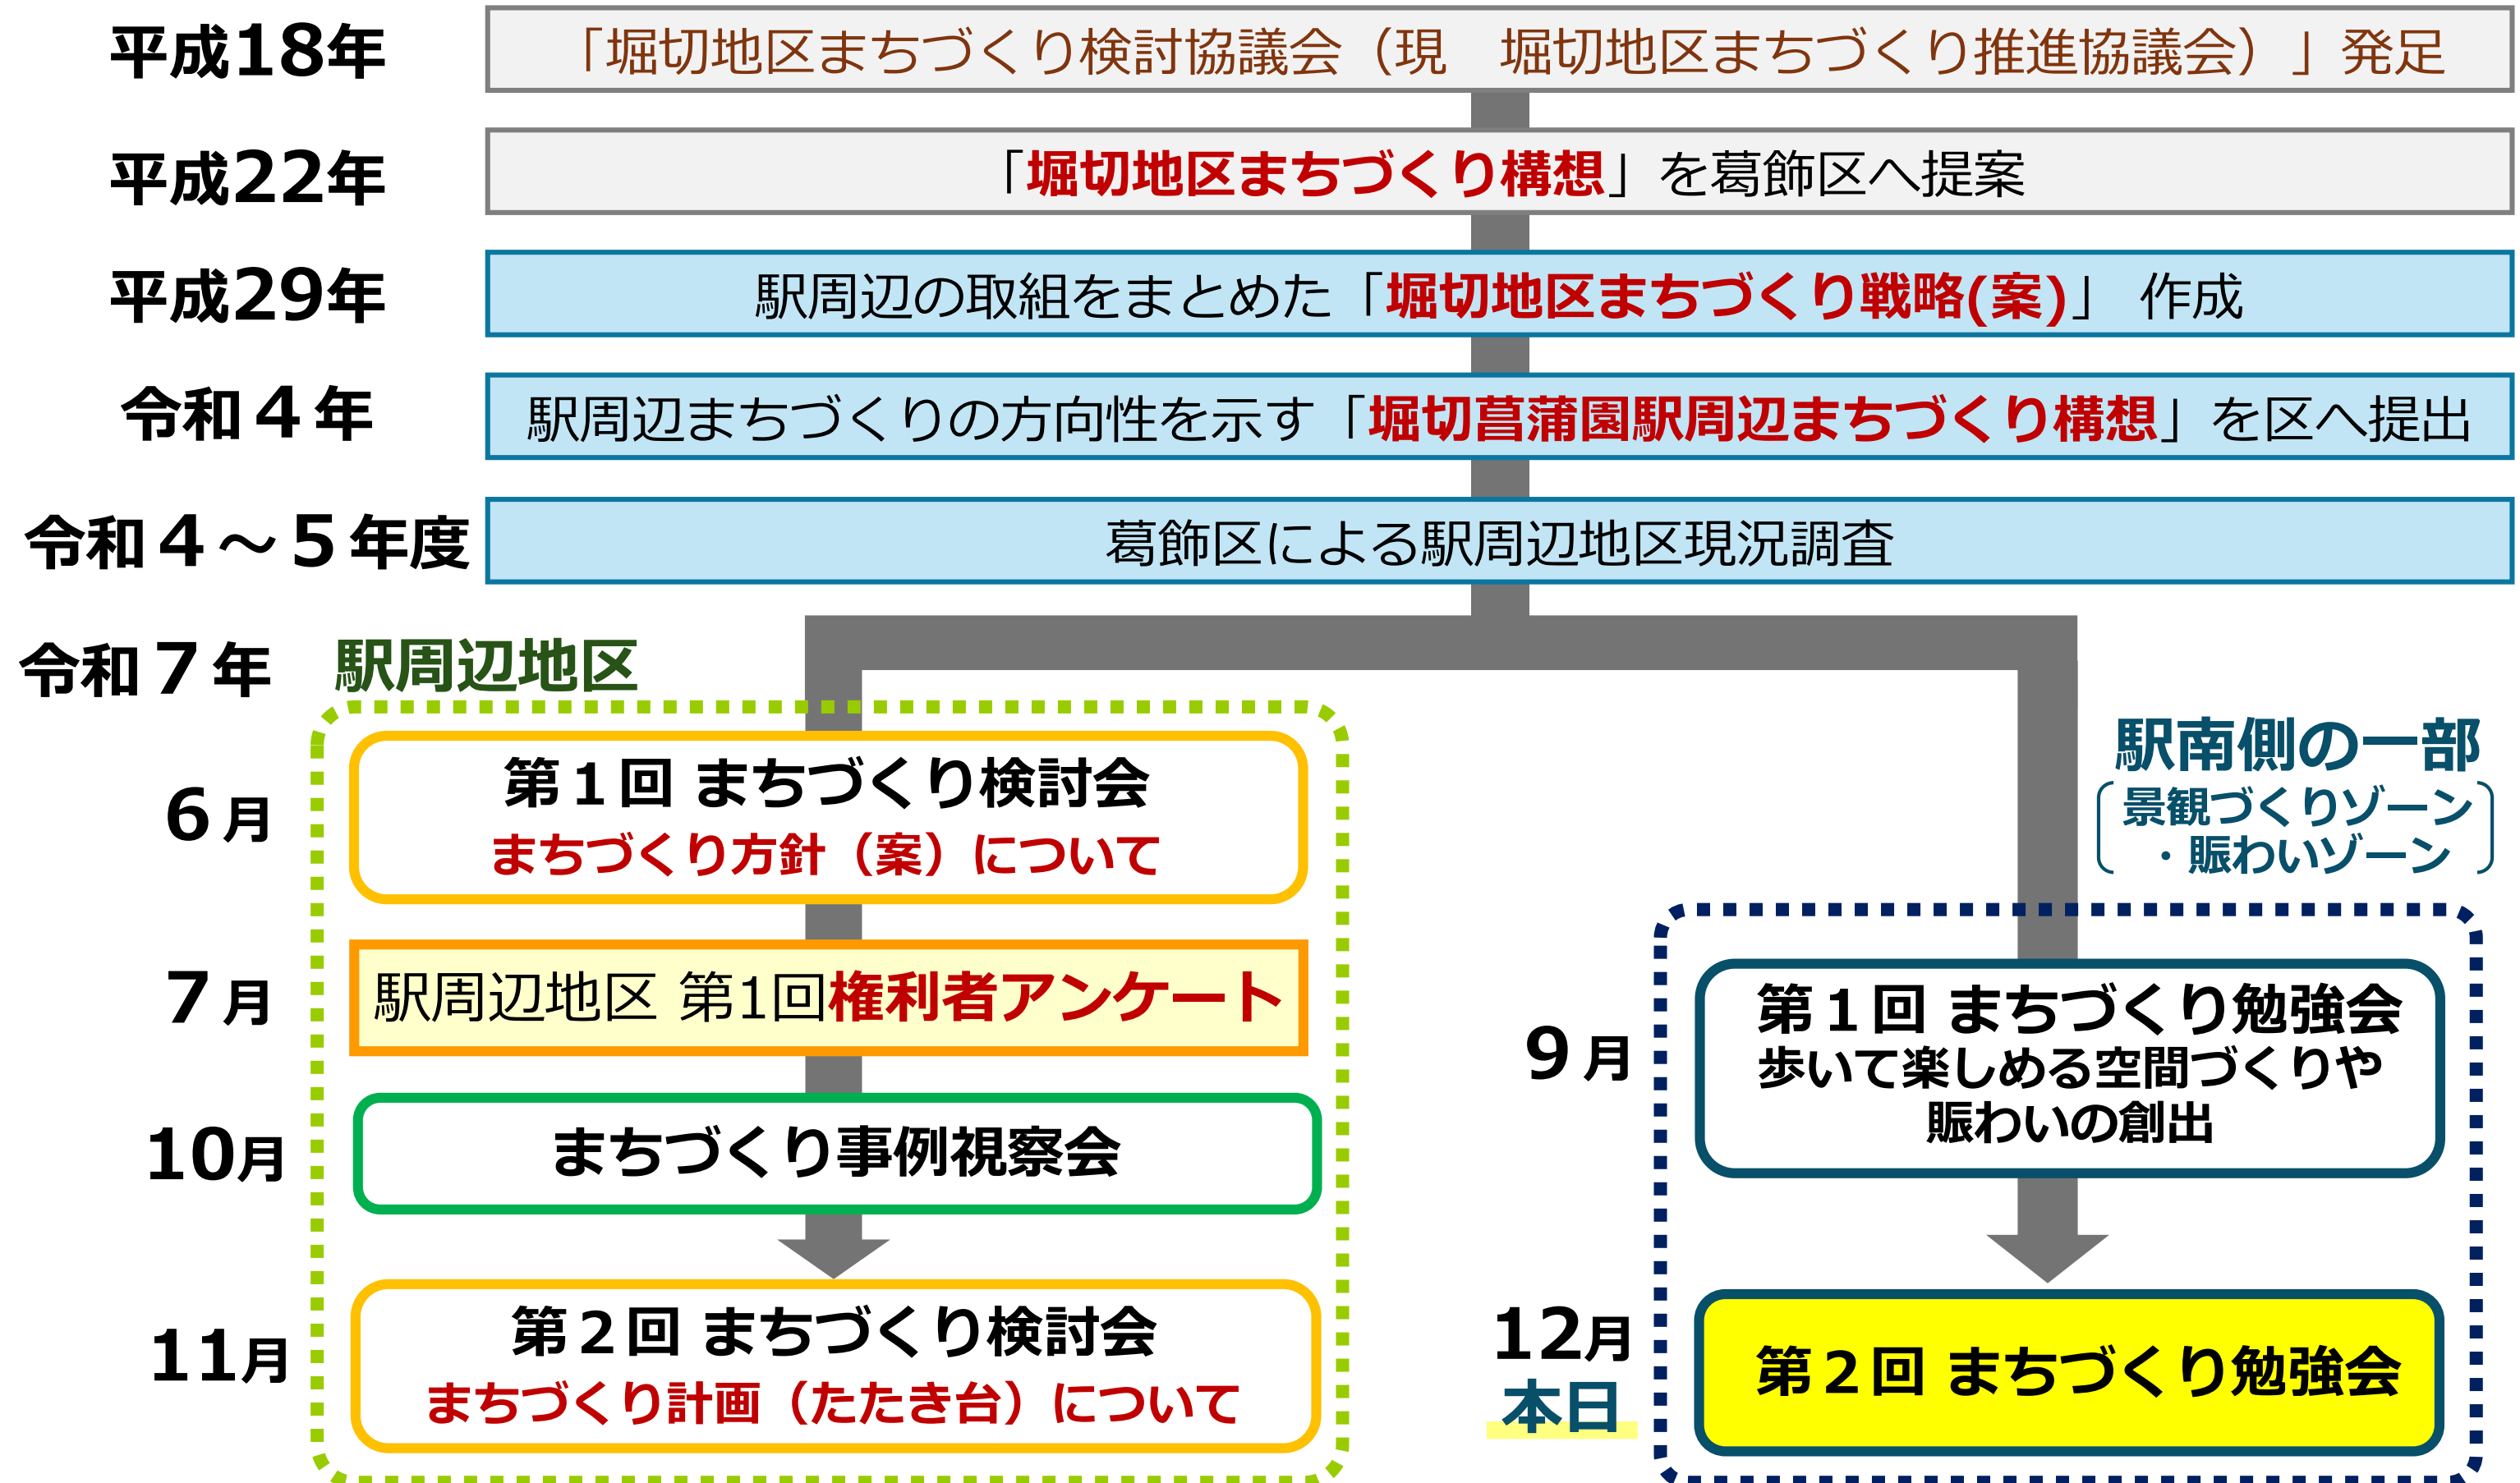 平成18年
「堀切地区まちづくり検討協議会（現　堀切地区まちづくり推進協議会）」発足
平成22年
「堀切地区まちづくり構想」を葛飾区へ提案
平成29年
駅周辺の取組をまとめた「堀切地区まちづくり戦略(案)」 作成
令和４年
駅周辺まちづくりの方向性を示す「堀切菖蒲園駅周辺まちづくり構想」を区へ提出
令和４～５年度
葛飾区による駅周辺地区現況調査
令和７年
駅周辺地区
6月
第１回 まちづくり検討会
まちづくり方針（案）について
7月
駅周辺地区 第1回権利者アンケート
10月
まちづくり事例視察会
11月
第２回 まちづくり検討会
まちづくり計画（たたき台）について
駅南側の一部
景観づくりゾーン
・賑わいゾーン
9月
第１回 まちづくり勉強会
歩いて楽しめる空間づくりや
賑わいの創出
12月
本日
第２回 まちづくり勉強会